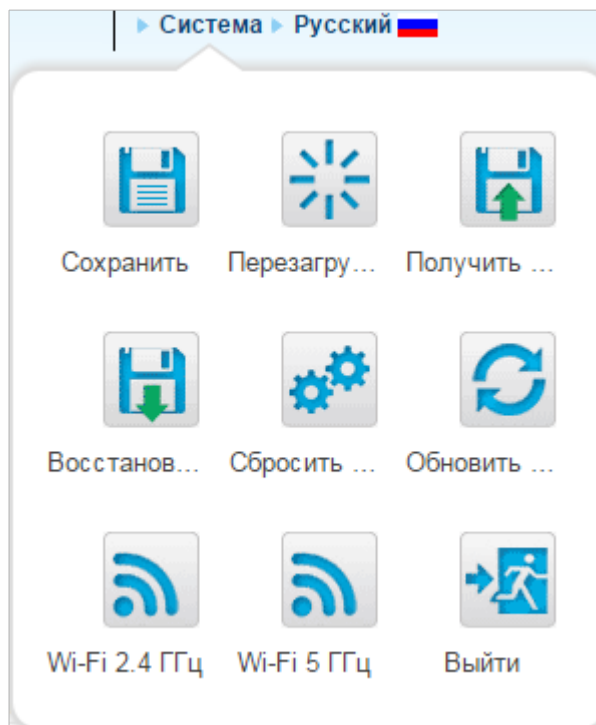 Система Русский
Сохранить Перезагру... Получить ...
Восстанов... Сбросить ... Обновить ...
Wi-Fi 2.4 ГГц Wi-Fi 5 ГГц Выйти